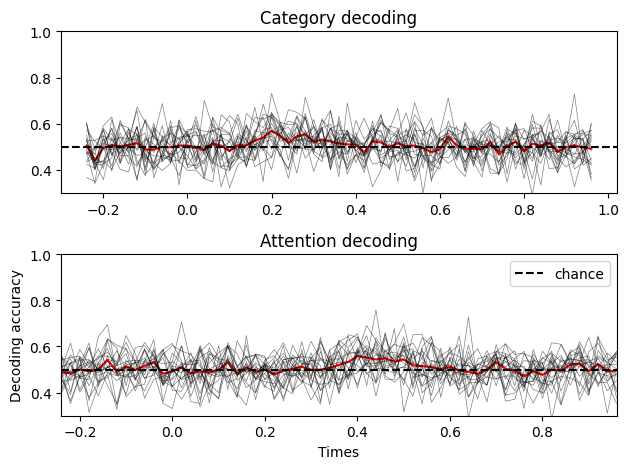 Category decoding
1.0
0.8
0.6
0.4
−0.2 0.0 0.2 0.4 0.6 0.8 1.0
Attention decoding
Decoding accuracy
1.0
0.8
0.6
0.4
chance
−0.2 0.0 0.2 0.4 0.6 0.8
Times